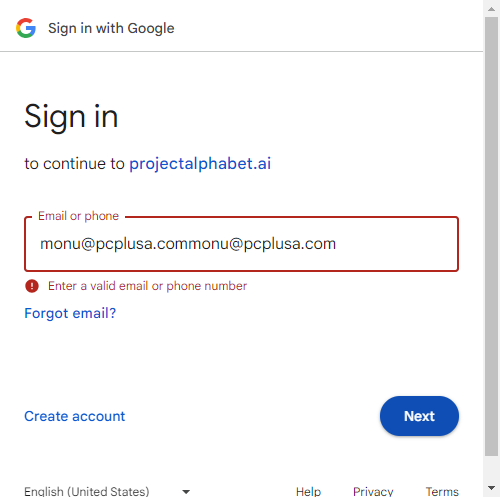 Sign in with Google
Sign in
to continue to projectalphabet.ai
Email or phone
monu@pcplusa.commonu@pcplusa.com
Enter a valid email or phone number
Forgot email?
Create account
Next
English (United States)
Help
Privacy
Terms